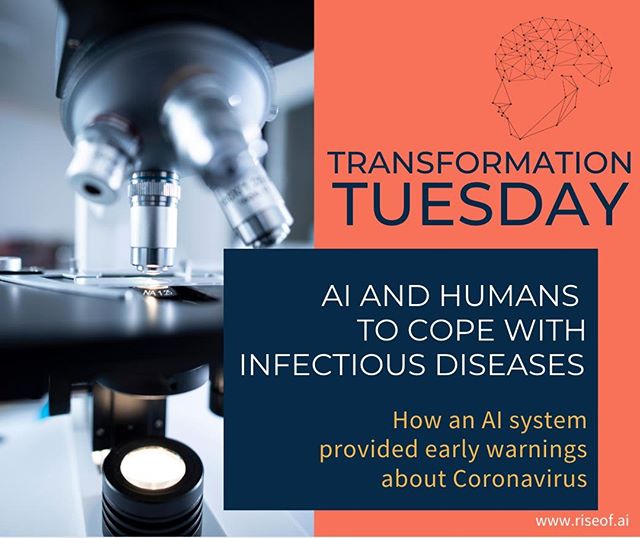 TRANSFORMATION
TUESDAY
AI AND HUMANS
TO COPE WITH
INFECTIOUS DISEASES
How an AI system
provided early warnings
about Coronavirus
www.riseof.ai